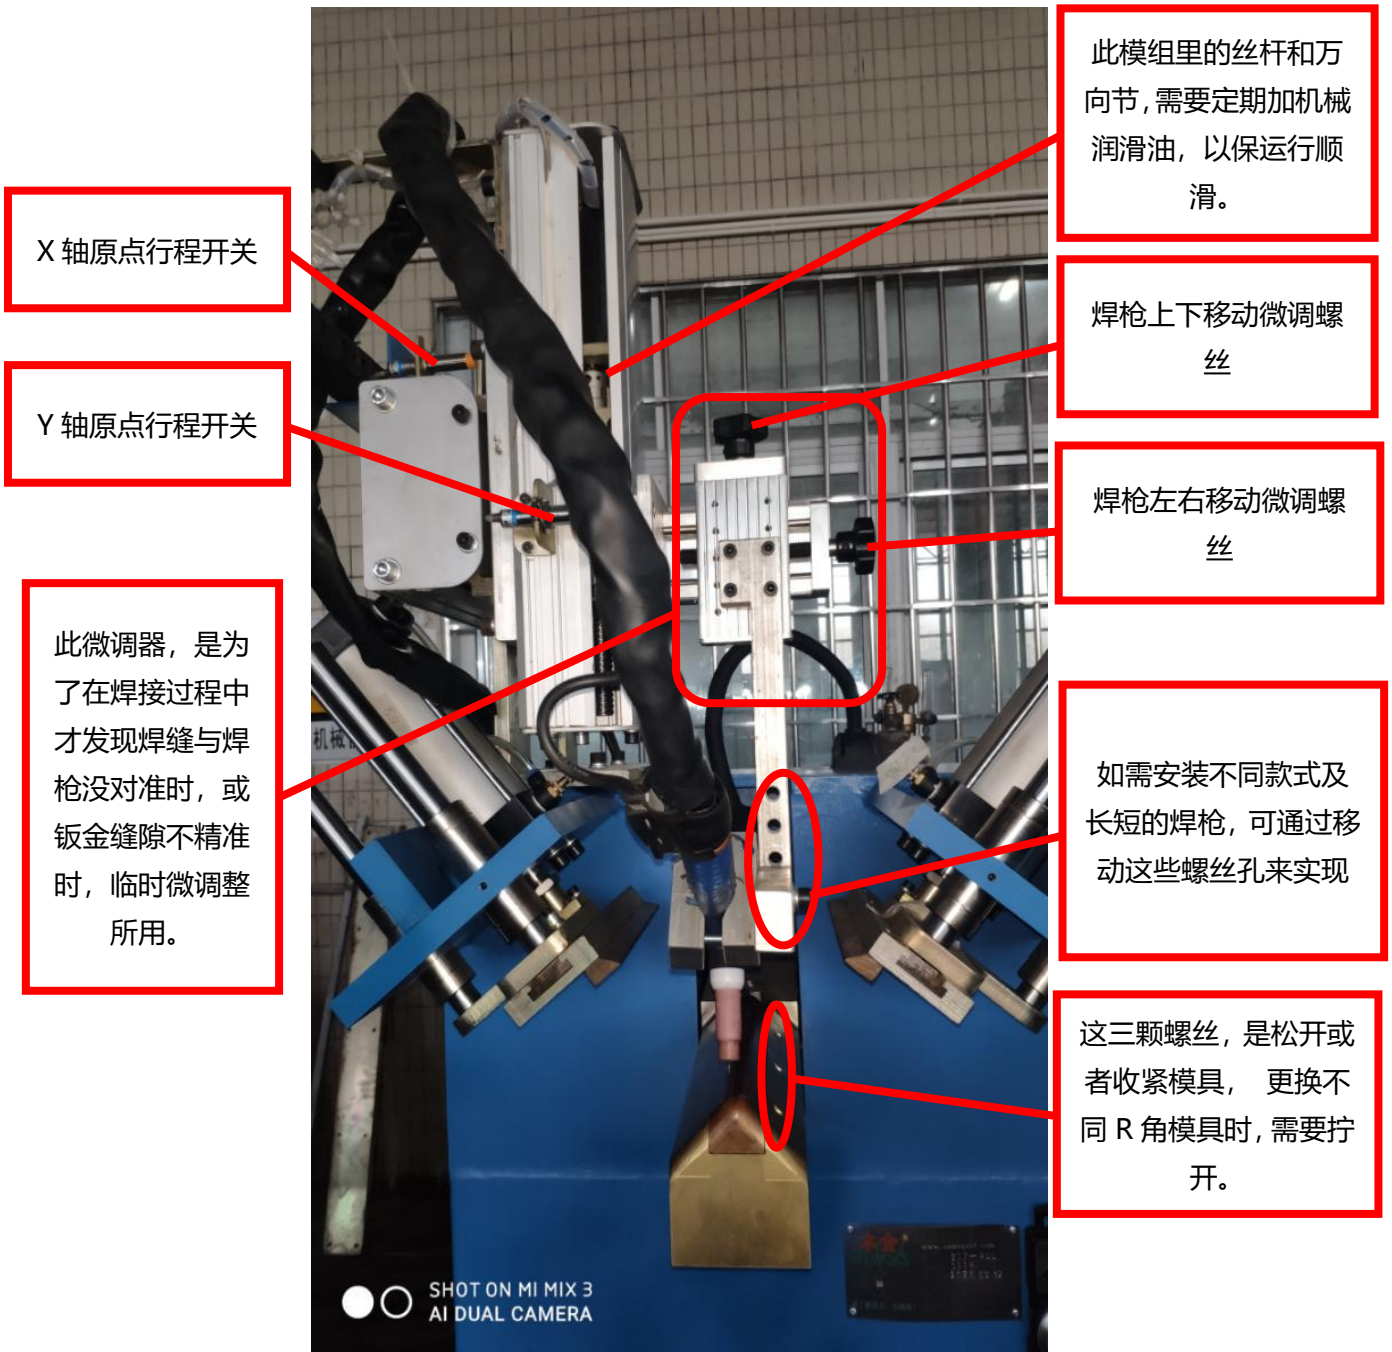 此模组里的丝杆和万
向节，需要定期加机械
润滑油，以保运行顺
滑。
X 轴原点行程开关
焊枪上下移动微调螺
丝
Y 轴原点行程开关
焊枪左右移动微调螺
丝
此微调器，是为
了在焊接过程中
才发现焊缝与焊
枪没对准时，或
钣金缝隙不精准
时，临时微调整
所用。
机械
如需安装不同款式及
长短的焊枪，可通过移
动这些螺丝孔来实现
这三颗螺丝，是松开或
者收紧模具， 更换不
同 R 角模具时，需要拧
开。
SHOT ON MI MIX 3
AI DUAL CAMERA